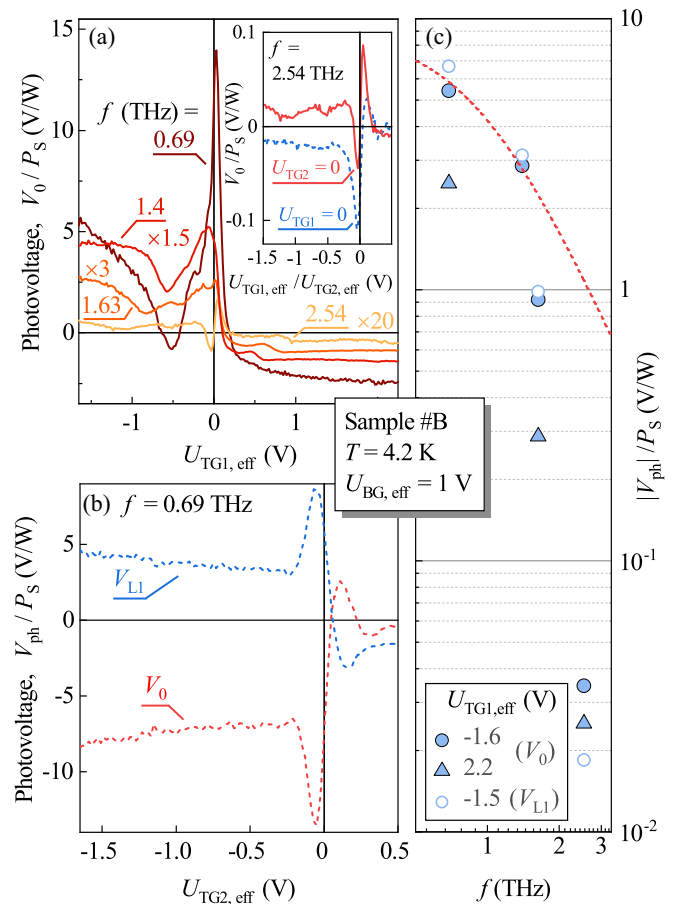 (a)
f (THz) =
0.69
1.4
×1.5
×3
1.63
2.54 ×20
Photovoltage, V0 / PS (V/W)
15
10
5
0
-1
0
1
UTG1, eff (V)
f =
2.54 THz
V0 / PS (V/W)
0.1
0
-0.1
UTG2 = 0
UTG1 = 0
-1.5 -1.0 -0.5 0
UTG1, eff / UTG2, eff (V)
Sample #B
T = 4.2 K
UBG, eff = 1 V
(b) f = 0.69 THz
VL1
V0
Photovoltage, Vph / PS (V/W)
5
0
-5
-10
-1.5 -1.0 -0.5 0 0.5
UTG2, eff (V)
(c)
10
1
10-1
10-2
|Vph| / PS (V/W)
UTG1,eff (V)
-1.6
2.2
(V0)
-1.5 (VL1)
1 2 3
f (THz)